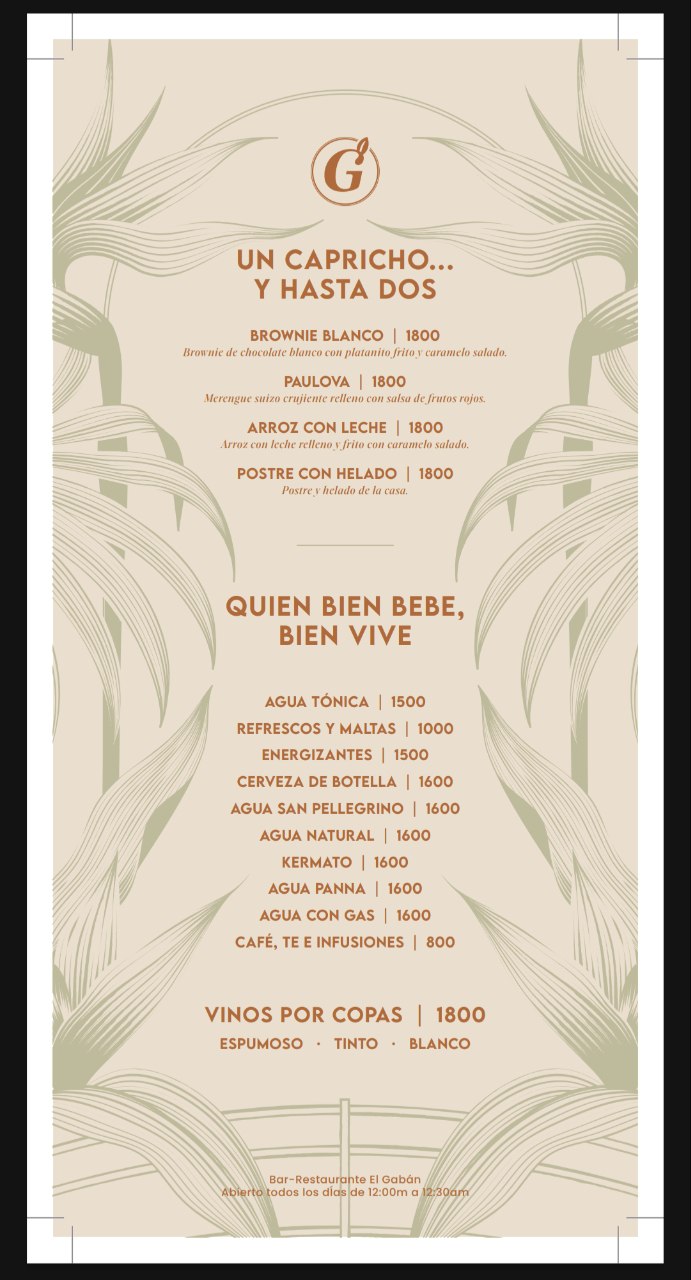 G
UN CAPRICHO...
Y HASTA DOS
BROWNIE BLANCO | 1800
Brownie de chocolate blanco con platanito frito y caramelo salado.
PAULOVA | 1800
Merengue suizo crujiente relleno con salsa de frutos rojos.
ARROZ CON LECHE | 1800
Arroz con leche relleno y frito con caramelo salado.
POSTRE CON HELADO | 1800
Postre y helado de la casa.
QUIEN BIEN BEBE,
BIEN VIVE
AGUA TÓNICA | 1500
REFRESCOS Y MALTAS | 1000
ENERGIZANTES | 1500
CERVEZA DE BOTELLA | 1600
AGUA SAN PELLEGRINO | 1600
AGUA NATURAL | 1600
KERMATO | 1600
AGUA PANNA | 1600
AGUA CON GAS | 1600
CAFÉ, TE E INFUSIONES | 800
VINOS POR COPAS | 1800
ESPUMOSO · TINTO · BLANCO
Bar-Restaurante El Gabán
Abierto todos los días de 12:00m a 12:30am